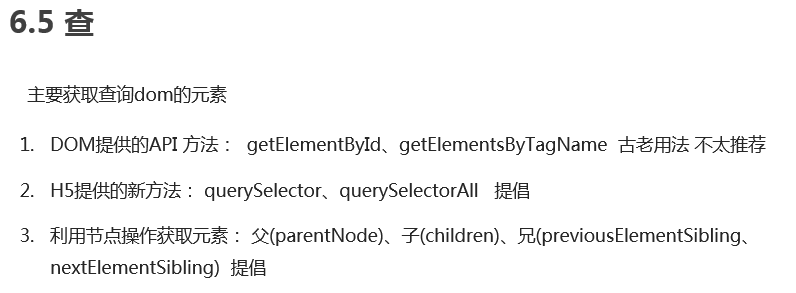 6.5 查
主要获取查询dom的元素
1. DOM提供的API 方法： getElementById、getElementsByTagName 古老用法 不太推荐
2. H5提供的新方法： querySelector、querySelectorAll 提倡
3. 利用节点操作获取元素： 父(parentNode)、子(children)、兄(previousElementSibling、
nextElementSibling) 提倡